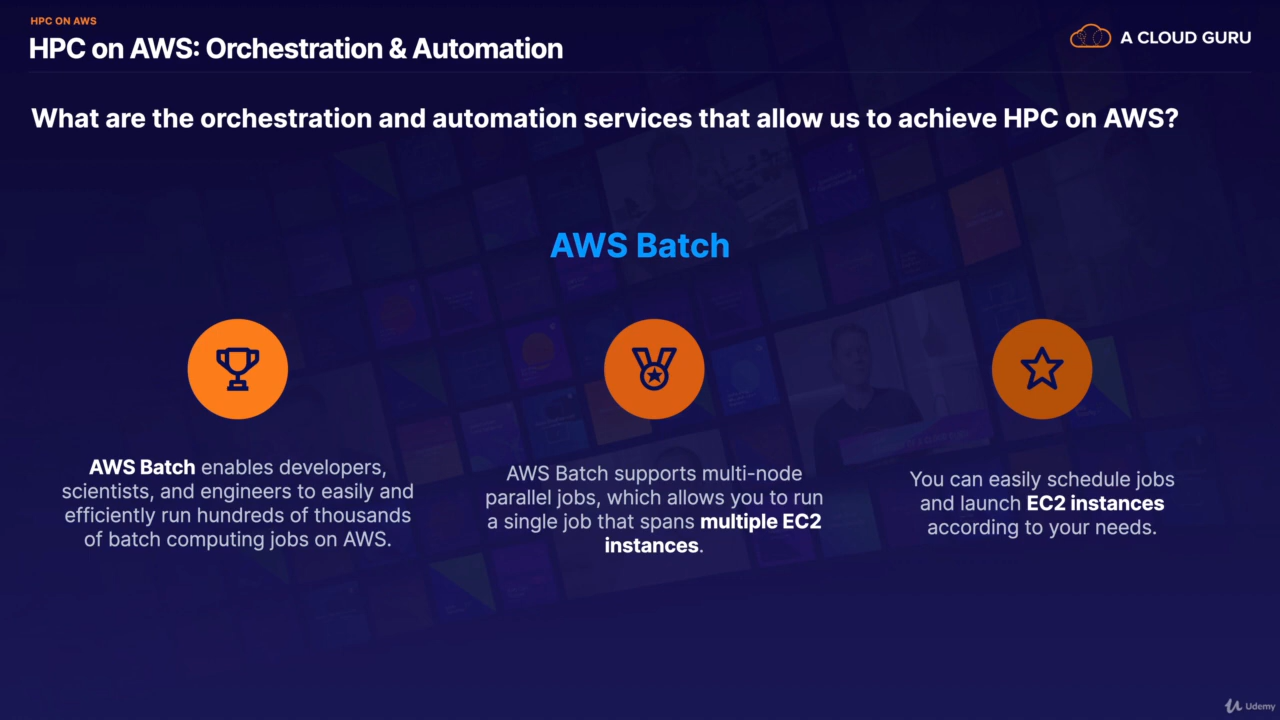 HPC ON AWS
HPC on AWS: Orchestration & Automation
A CLOUD GURU
What are the orchestration and automation services that allow us to achieve HPC on AWS?
AWS Batch
AWS Batch enables developers,
scientists, and engineers to easily and
efficiently run hundreds of thousands
of batch computing jobs on AWS.
AWS Batch supports multi-node
parallel jobs, which allows you to run
a single job that spans multiple EC2
instances.
You can easily schedule jobs
and launch EC2 instances
according to your needs.
Udemy